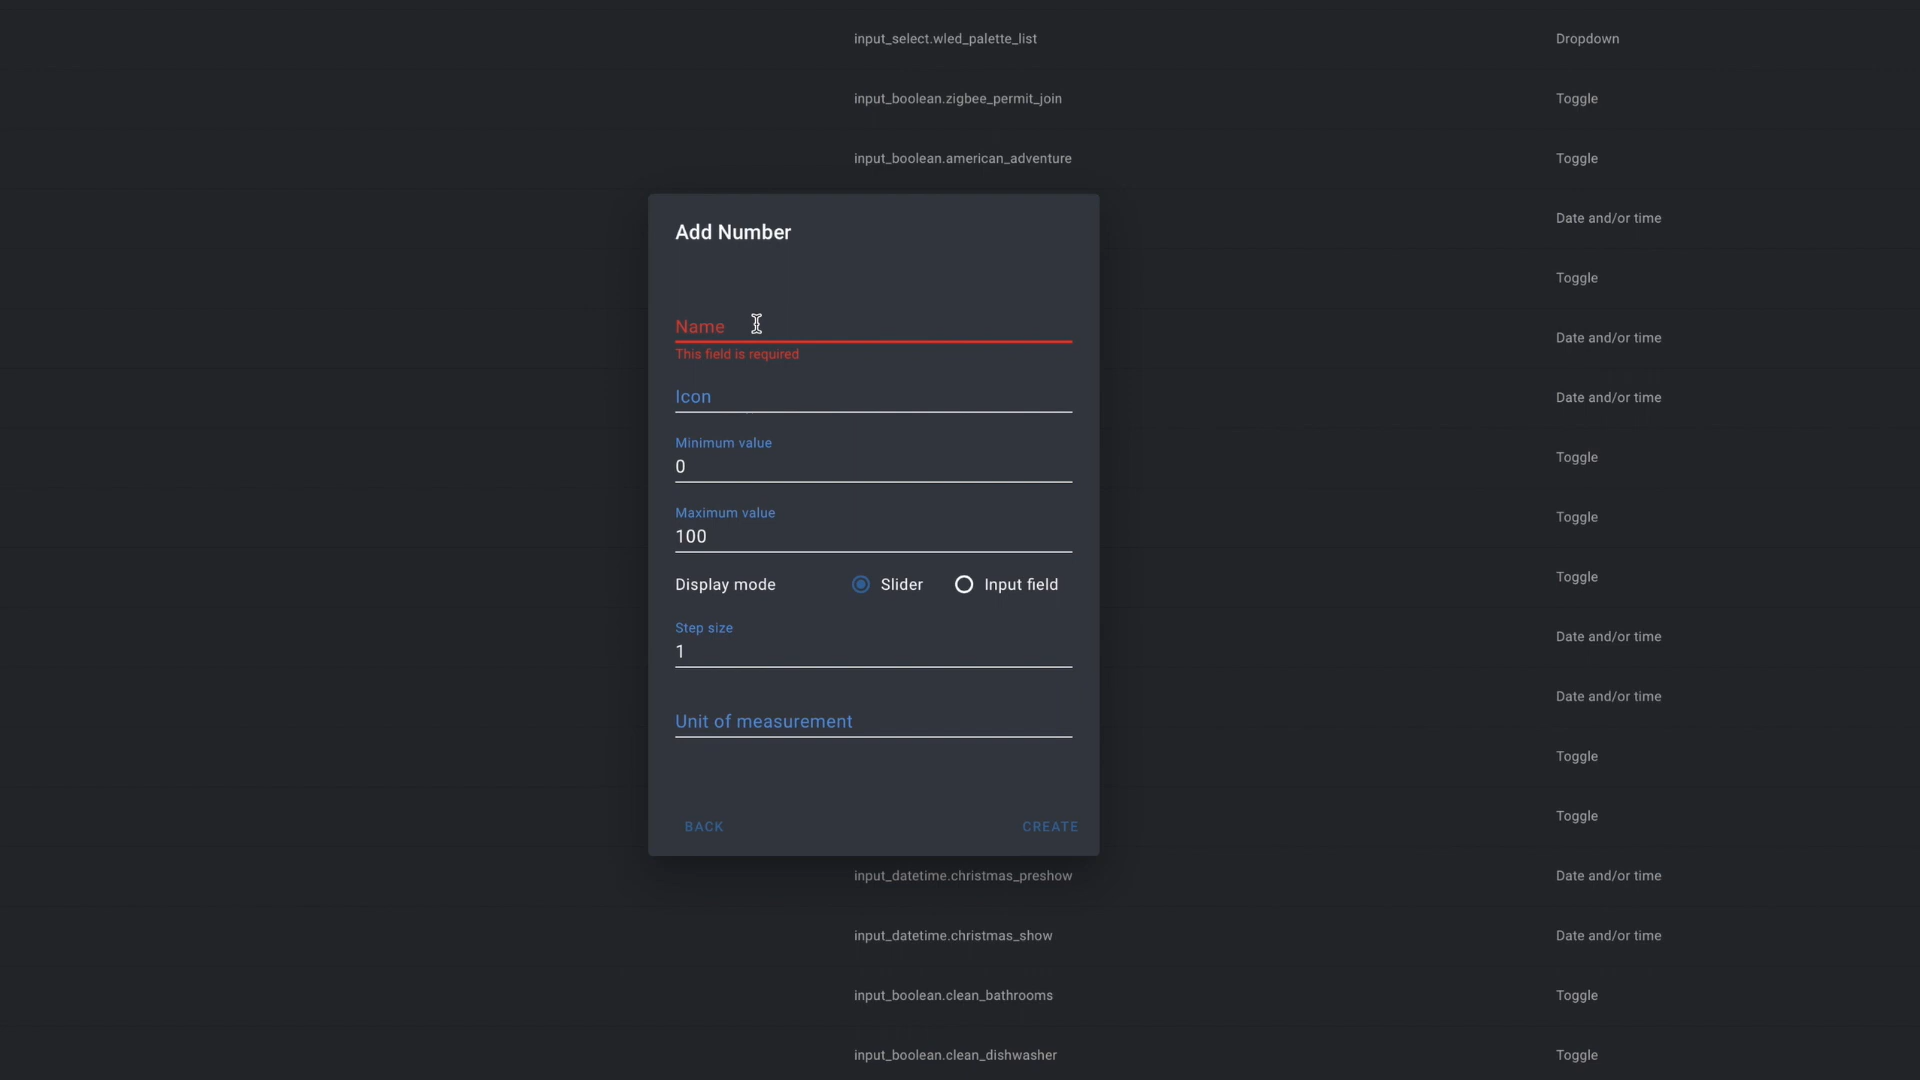 input_select.wled_palette_list Dropdown
input_boolean.zigbee_permit_join Toggle
input_boolean.american_adventure Toggle
Date and/or time
Toggle
Date and/or time
Date and/or time
Toggle
Toggle
Toggle
Date and/or time
Date and/or time
Toggle
Toggle
Add Number
Name
This field is required
Icon
Minimum value
0
Maximum value
100
Display mode Slider Input field
Step size
1
Unit of measurement
BACK CREATE
input_datetime.christmas_preshow Date and/or time
input_datetime.christmas_show Date and/or time
input_boolean.clean_bathrooms Toggle
input_boolean.clean_dishwasher Toggle